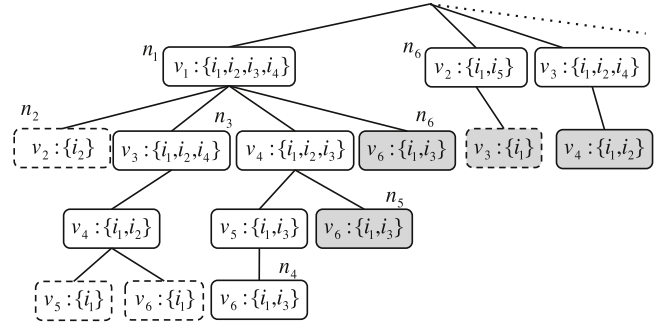 n₁ v₁ :{i₁,i₂,i₃,i₄} n₆ v₂ :{i₁,i₅} v₃ :{i₁,i₂,i₄}
n₂ v₂ :{i₂} n₃ v₃ :{i₁,i₂,i₄} v₄ :{i₁,i₂,i₃} n₆ v₆ :{i₁,i₃} v₃ :{i₁} v₄ :{i₁,i₂}
v₄ :{i₁,i₂} v₅ :{i₁,i₃} n₅ v₆ :{i₁,i₃}
v₅ :{i₁} v₆ :{i₁} n₄ v₆ :{i₁,i₃}